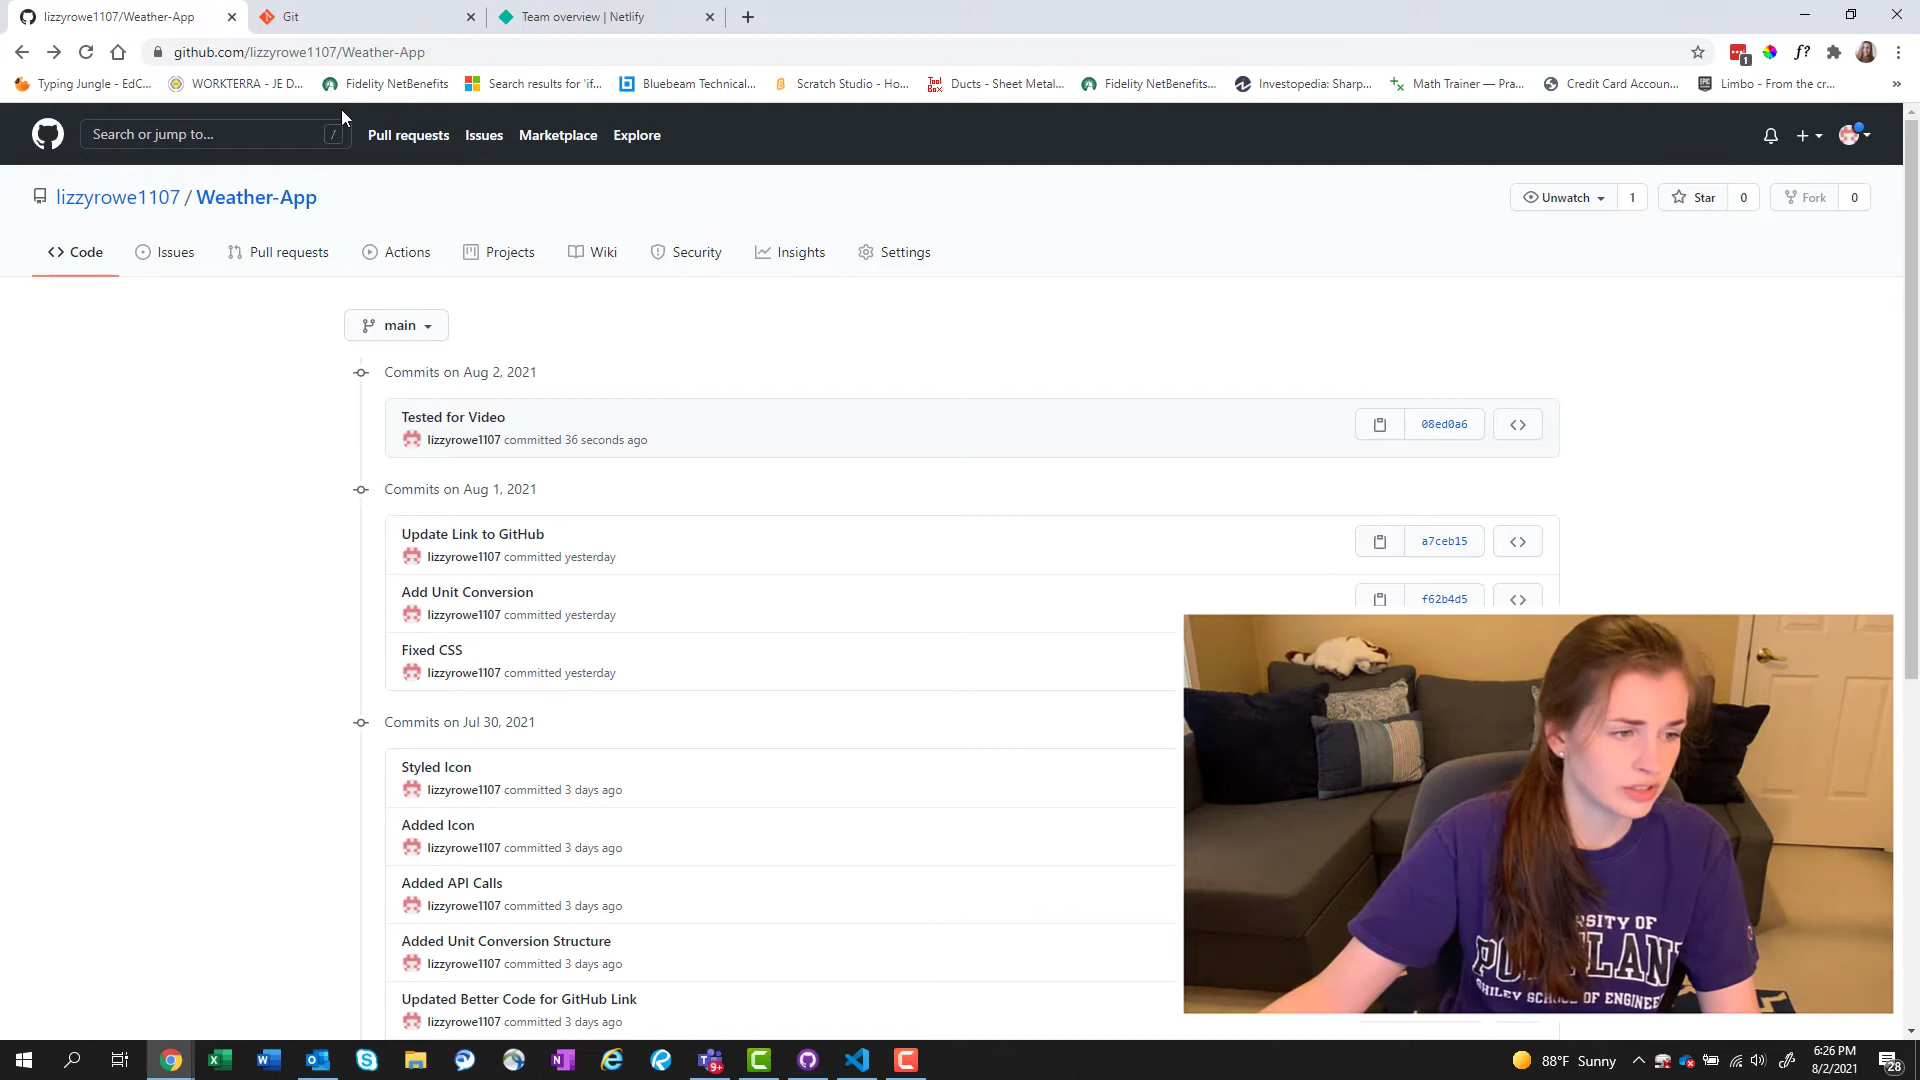 lizzyrowe1107/Weather-App
Git
Team overview | Netlify
github.com/lizzyrowe1107/Weather-App
1
f?
Typing Jungle - EdC...
WORKTERRA - JE D...
Fidelity NetBenefits
Search results for 'if...
Bluebeam Technical...
Scratch Studio - Ho...
Tool Box
Ducts - Sheet Metal...
Fidelity NetBenefits...
Investopedia: Sharp...
Math Trainer — Pra...
Credit Card Accoun...
EPIC
Limbo - From the cr...
Search or jump to...
/
Pull requests
Issues
Marketplace
Explore
lizzyrowe1107 / Weather-App
Unwatch
1
Star
0
Fork
0
Code
Issues
Pull requests
Actions
Projects
Wiki
Security
Insights
Settings
main
Commits on Aug 2, 2021
Tested for Video
lizzyrowe1107 committed 36 seconds ago
08ed0a6
Commits on Aug 1, 2021
Update Link to GitHub
lizzyrowe1107 committed yesterday
a7ceb15
Add Unit Conversion
lizzyrowe1107 committed yesterday
f62b4d5
Fixed CSS
lizzyrowe1107 committed yesterday
Commits on Jul 30, 2021
Styled Icon
lizzyrowe1107 committed 3 days ago
Added Icon
lizzyrowe1107 committed 3 days ago
Added API Calls
lizzyrowe1107 committed 3 days ago
Added Unit Conversion Structure
lizzyrowe1107 committed 3 days ago
Updated Better Code for GitHub Link
lizzyrowe1107 committed 3 days ago
9+
88°F Sunny
6:26 PM
8/2/2021
28